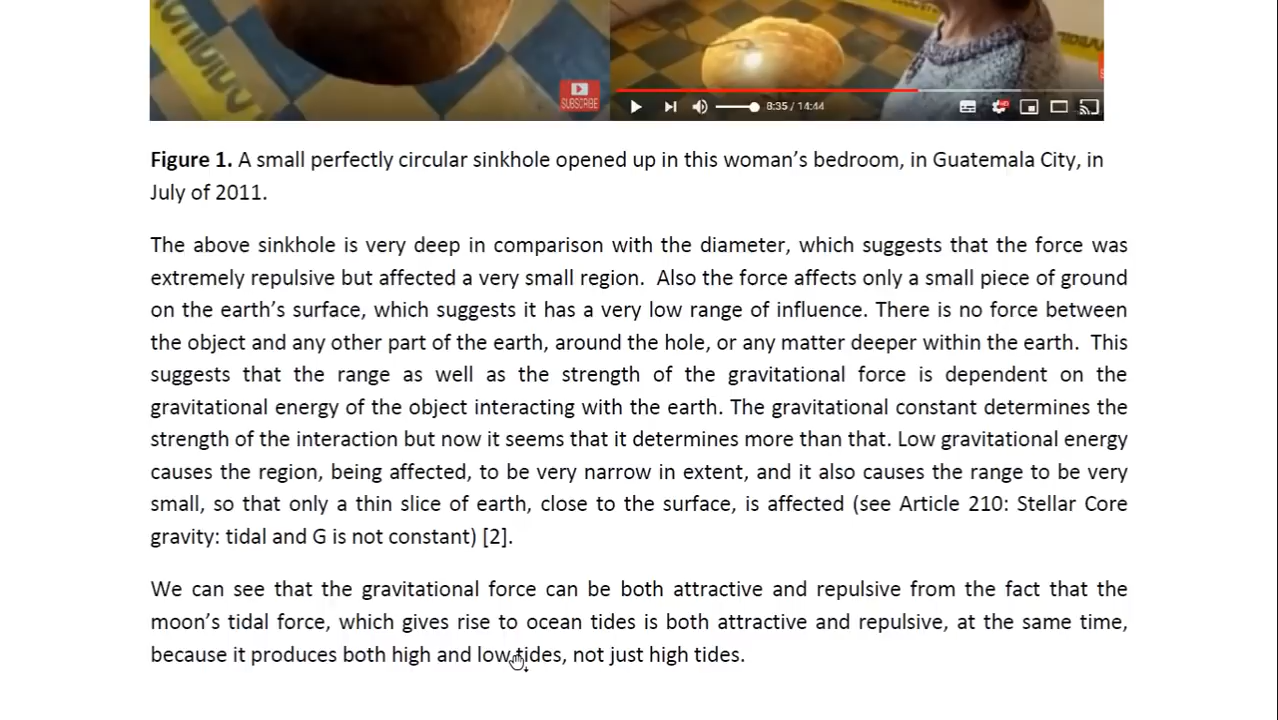 SUBSCRIBE
8:35 / 14:44
Figure 1. A small perfectly circular sinkhole opened up in this woman's bedroom, in Guatemala City, in
July of 2011.
The above sinkhole is very deep in comparison with the diameter, which suggests that the force was
extremely repulsive but affected a very small region. Also the force affects only a small piece of ground
on the earth's surface, which suggests it has a very low range of influence. There is no force between
the object and any other part of the earth, around the hole, or any matter deeper within the earth. This
suggests that the range as well as the strength of the gravitational force is dependent on the
gravitational energy of the object interacting with the earth. The gravitational constant determines the
strength of the interaction but now it seems that it determines more than that. Low gravitational energy
causes the region, being affected, to be very narrow in extent, and it also causes the range to be very
small, so that only a thin slice of earth, close to the surface, is affected (see Article 210: Stellar Core
gravity: tidal and G is not constant) [2].
We can see that the gravitational force can be both attractive and repulsive from the fact that the
moon's tidal force, which gives rise to ocean tides is both attractive and repulsive, at the same time,
because it produces both high and low tides, not just high tides.